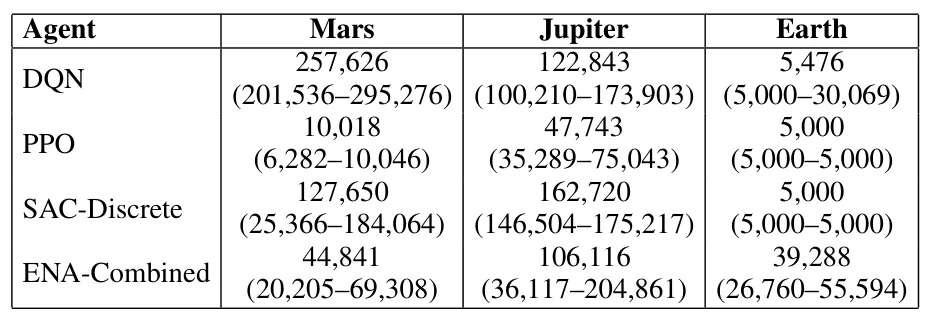 Agent Mars Jupiter Earth
DQN 257,626 122,843 5,476
(201,536–295,276) (100,210–173,903) (5,000–30,069)
PPO 10,018 47,743 5,000
(6,282–10,046) (35,289–75,043) (5,000–5,000)
SAC-Discrete 127,650 162,720 5,000
(25,366–184,064) (146,504–175,217) (5,000–5,000)
ENA-Combined 44,841 106,116 39,288
(20,205–69,308) (36,117–204,861) (26,760–55,594)